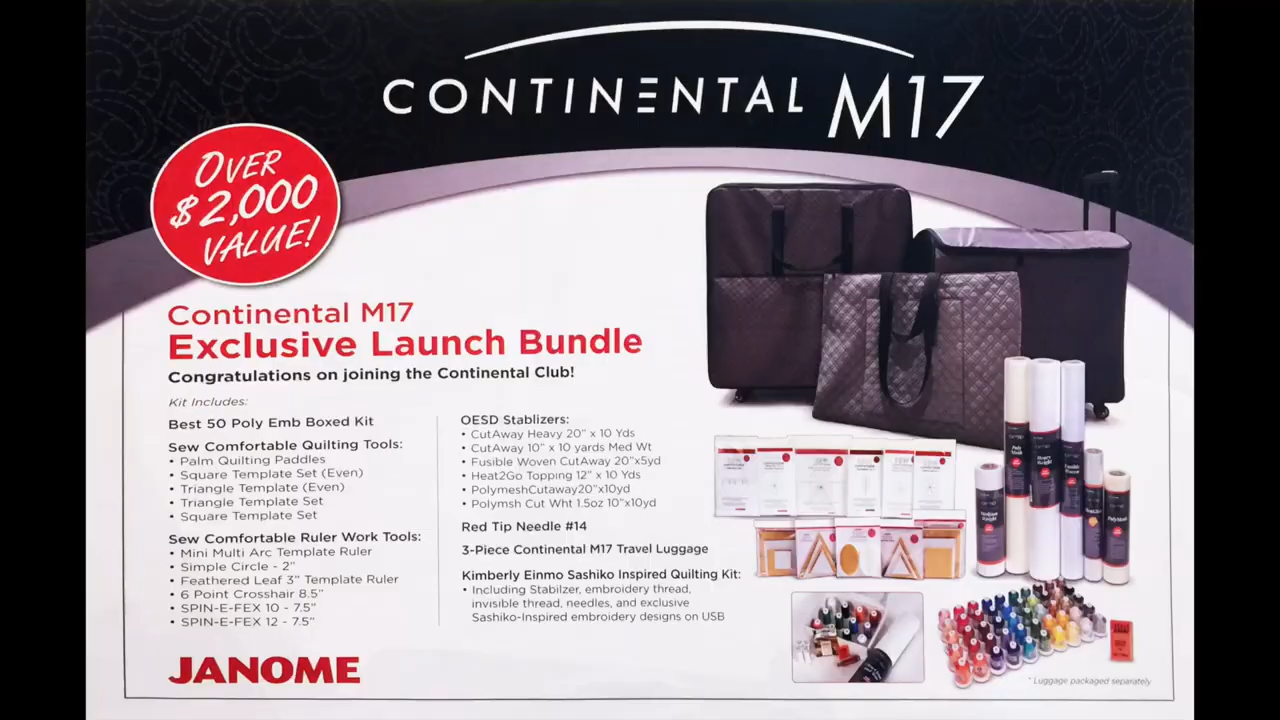 CONTINENTAL M17
OVER
$2,000
VALUE!
Continental M17
Exclusive Launch Bundle
Congratulations on joining the Continental Club!
Kit Includes:
Best 50 Poly Emb Boxed Kit
Sew Comfortable Quilting Tools:
• Palm Quilting Paddles
• Square Template Set (Even)
• Triangle Template (Even)
• Triangle Template Set
• Square Template Set
Sew Comfortable Ruler Work Tools:
• Mini Multi Arc Template Ruler
• Simple Circle - 2"
• Feathered Leaf 3" Template Ruler
• 6 Point Crosshair 8.5"
• SPIN-E-FEX 10 - 7.5"
• SPIN-E-FEX 12 - 7.5"
OESD Stablizers:
• CutAway Heavy 20" x 10 Yds
• CutAway 10" x 10 yards Med Wt
• Fusible Woven CutAway 20"x5yd
• Heat2Go Topping 12" x 10 Yds
• PolymeshCutaway20"x10yd
• Polymsh Cut Wht 1.5oz 10"x10yd
Red Tip Needle #14
3-Piece Continental M17 Travel Luggage
Kimberly Einmo Sashiko Inspired Quilting Kit:
• Including Stabilzer, embroidery thread,
invisible thread, needles, and exclusive
Sashiko-Inspired embroidery designs on USB
JANOME
* Luggage packaged separately